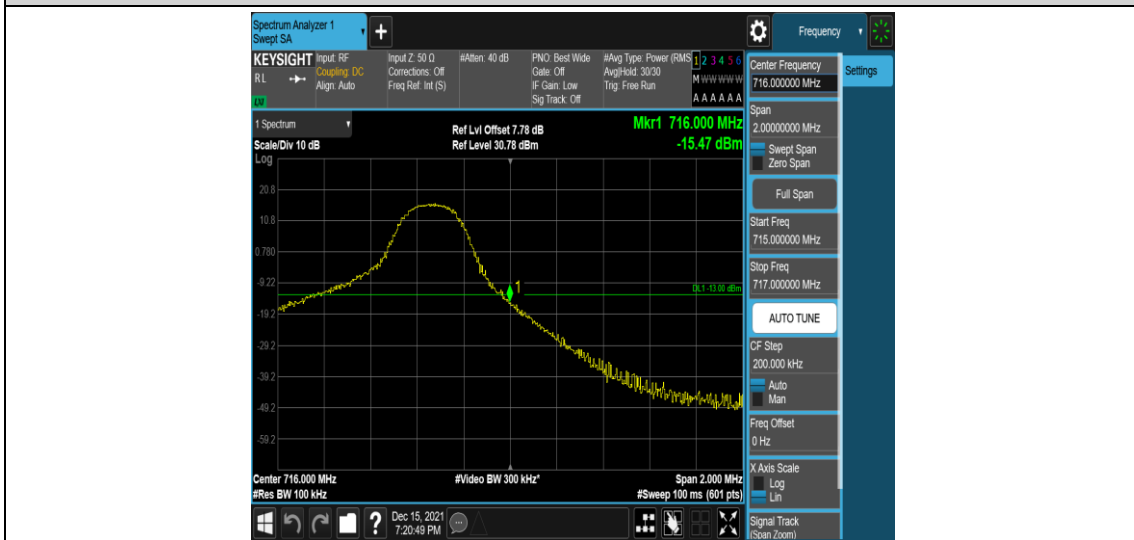 Spectrum Analyzer 1
Swept SA
+
Frequency
KEYSIGHT
RL
Input: RF
Coupling: DC
Align: Auto
Input Z: 50 Ω
Corrections: Off
Freq Ref: Int (S)
#Atten: 40 dB
PNO: Best Wide
Gate: Off
IF Gain: Low
Sig Track: Off
#Avg Type: Power (RMS
Avg|Hold: 30/30
Trig: Free Run
1 2 3 4 5 6
M W W W W W
A A A A A A
1 Spectrum
Scale/Div 10 dB
Ref Lvl Offset 7.78 dB
Ref Level 30.78 dBm
Mkr1 716.000 MHz
-15.47 dBm
Log
20.8
10.8
0.780
-9.22
-19.2
-29.2
-39.2
-49.2
-59.2
1
DL1 -13.00 dBm
Center 716.000 MHz
#Video BW 300 kHz*
Span 2.000 MHz
#Res BW 100 kHz
#Sweep 100 ms (601 pts)
Center Frequency
716.000000 MHz
Settings
Span
2.00000000 MHz
Swept Span
Zero Span
Full Span
Start Freq
715.000000 MHz
Stop Freq
717.000000 MHz
AUTO TUNE
CF Step
200.000 kHz
Auto
Man
Freq Offset
0 Hz
X Axis Scale
Log
Lin
Signal Track
(Span Zoom)
?
Dec 15, 2021
7:20:49 PM